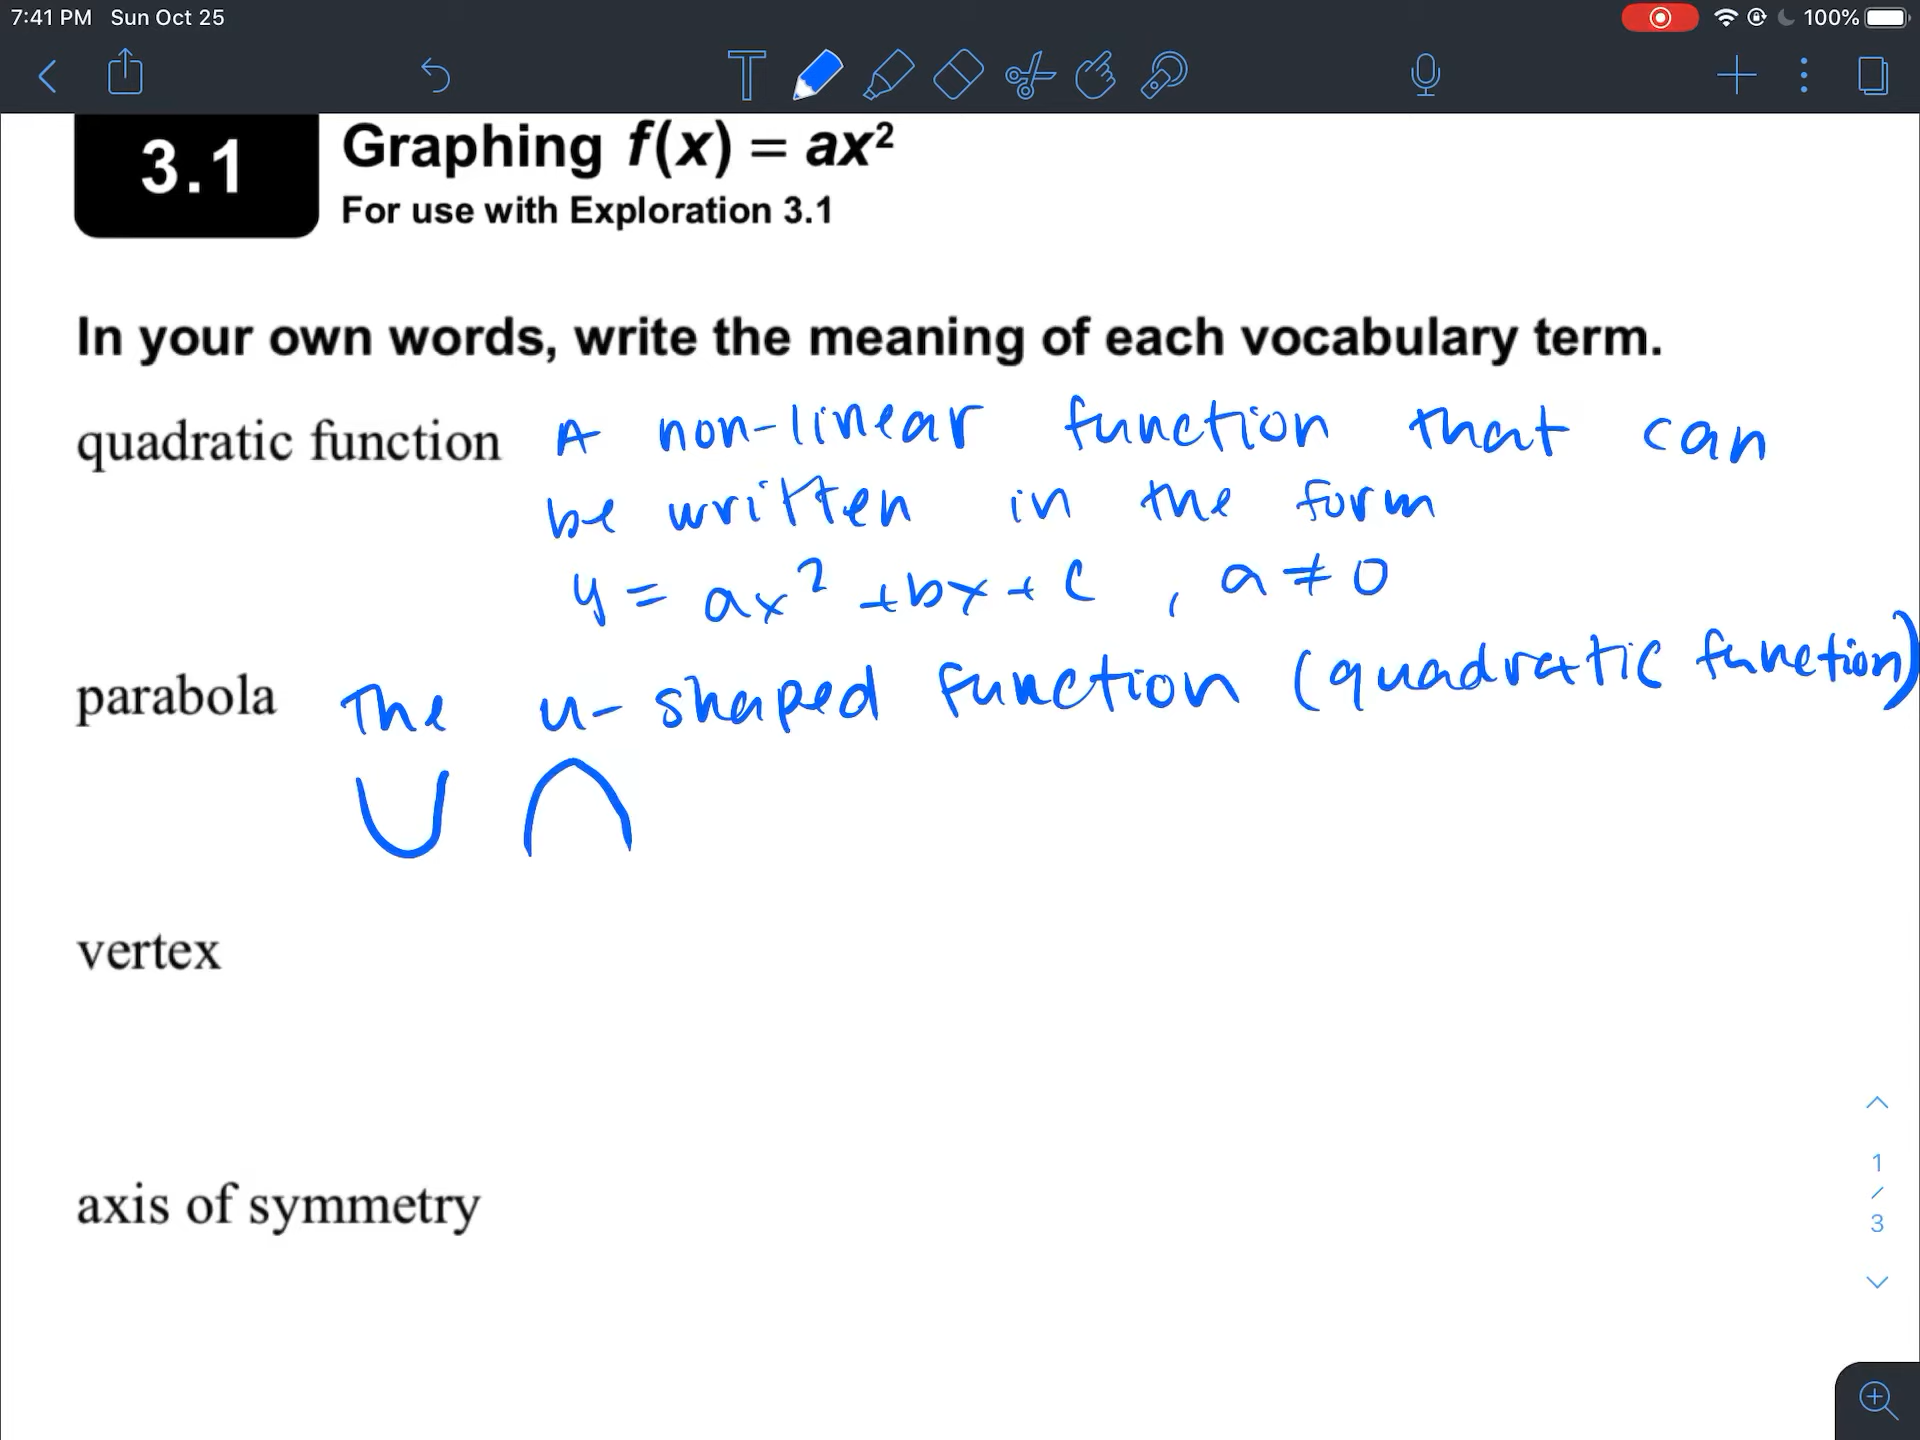 7:41 PM Sun Oct 25
100%
3.1
Graphing f(x) = ax²
For use with Exploration 3.1
In your own words, write the meaning of each vocabulary term.
quadratic function A non-linear function that can
be written in the form
y = ax² + bx + c , a ≠ 0
parabola The u-shaped function (quadratic function)
vertex
axis of symmetry
1
/
3